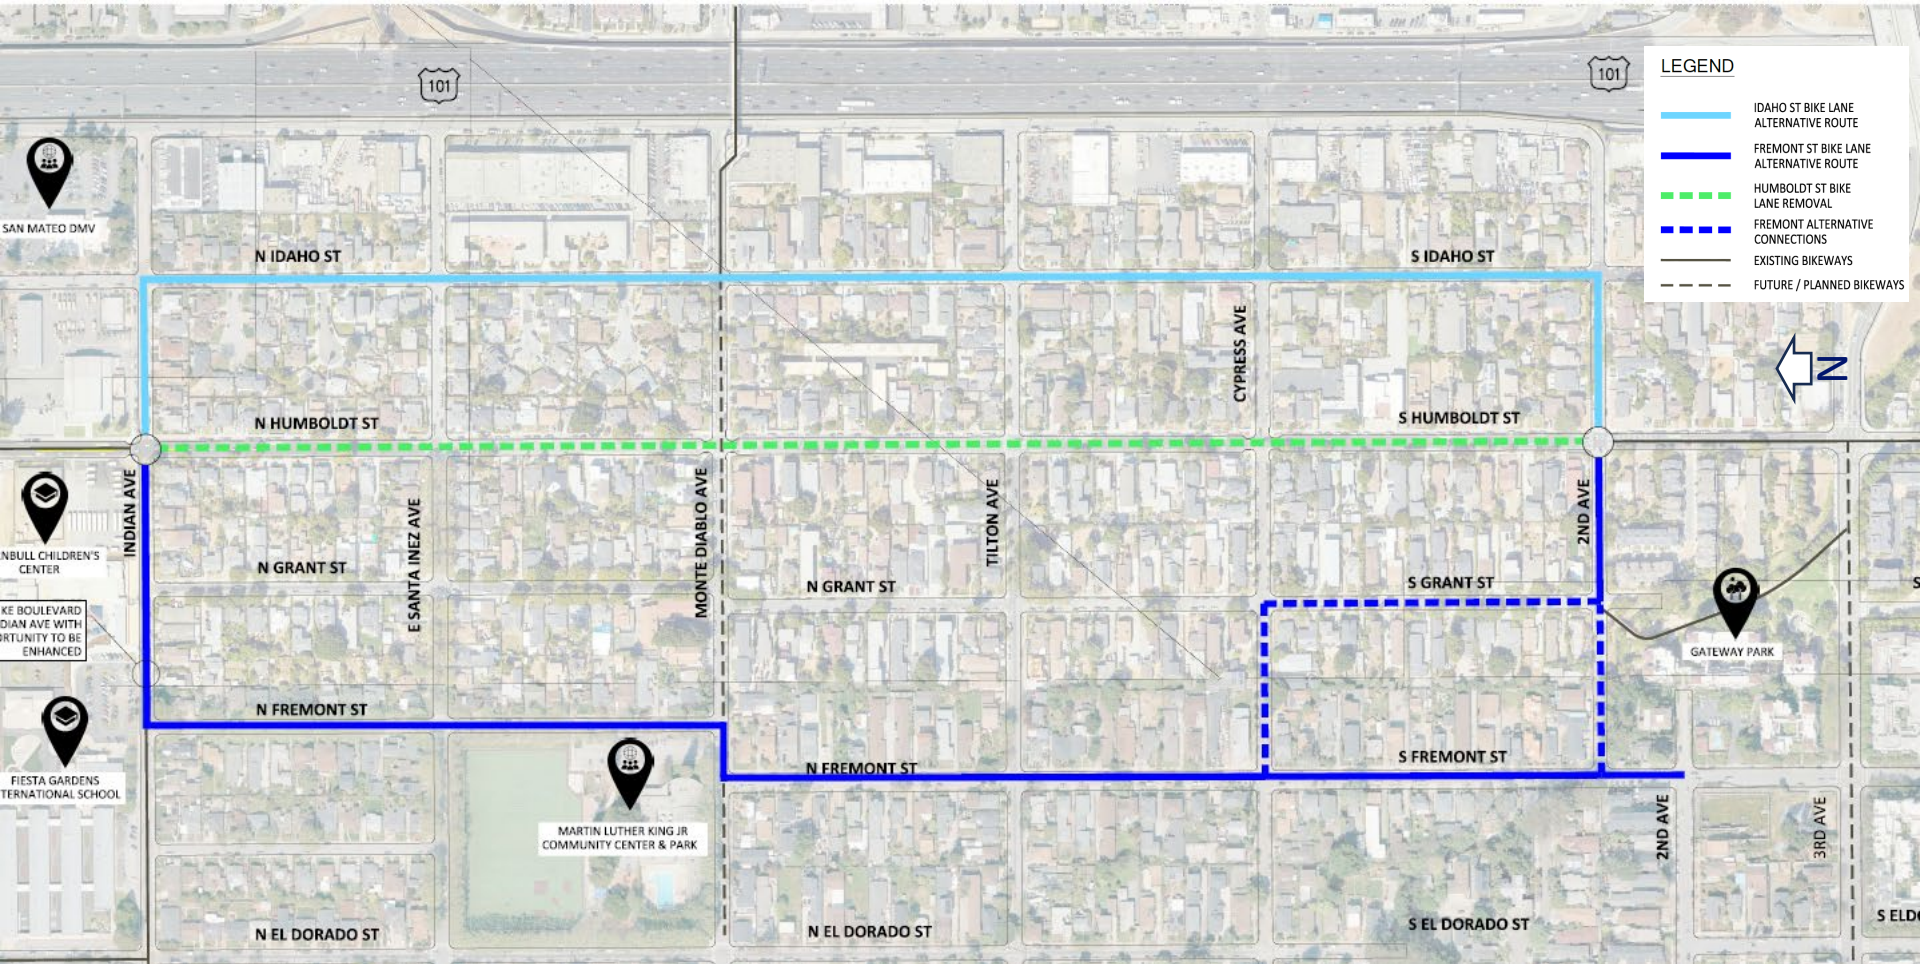 101
101
LEGEND
IDAHO ST BIKE LANE
ALTERNATIVE ROUTE
FREMONT ST BIKE LANE
ALTERNATIVE ROUTE
HUMBOLDT ST BIKE
LANE REMOVAL
FREMONT ALTERNATIVE
CONNECTIONS
EXISTING BIKEWAYS
FUTURE / PLANNED BIKEWAYS
SAN MATEO DMV
N IDAHO ST
S IDAHO ST
CYPRESS AVE
N
N HUMBOLDT ST
S HUMBOLDT ST
INDIAN AVE
E SANTA INEZ AVE
MONTE DIABLO AVE
TILTON AVE
2ND AVE
NBULL CHILDREN'S
CENTER
N GRANT ST
N GRANT ST
S GRANT ST
S
KE BOULEVARD
DIAN AVE WITH
ORTUNITY TO BE
ENHANCED
GATEWAY PARK
N FREMONT ST
N FREMONT ST
S FREMONT ST
FIESTA GARDENS
TERNATIONAL SCHOOL
MARTIN LUTHER KING JR
COMMUNITY CENTER & PARK
2ND AVE
3RD AVE
N EL DORADO ST
N EL DORADO ST
S EL DORADO ST
S ELD